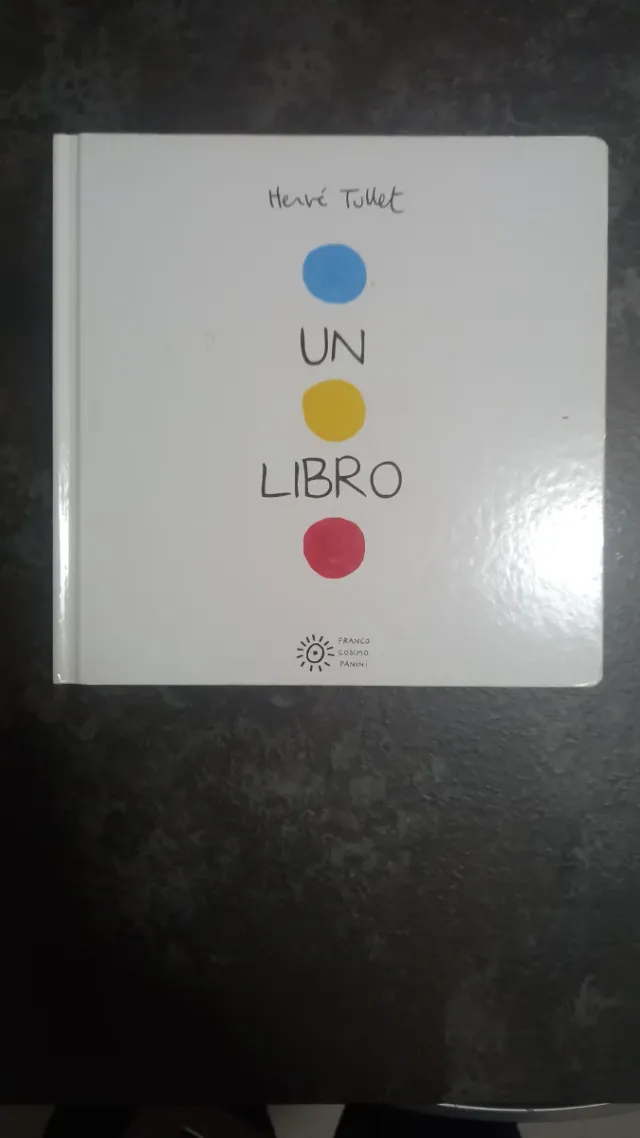 Hervé Tullet
UN
LIBRO
FRANCO
COSIMO
PANINI